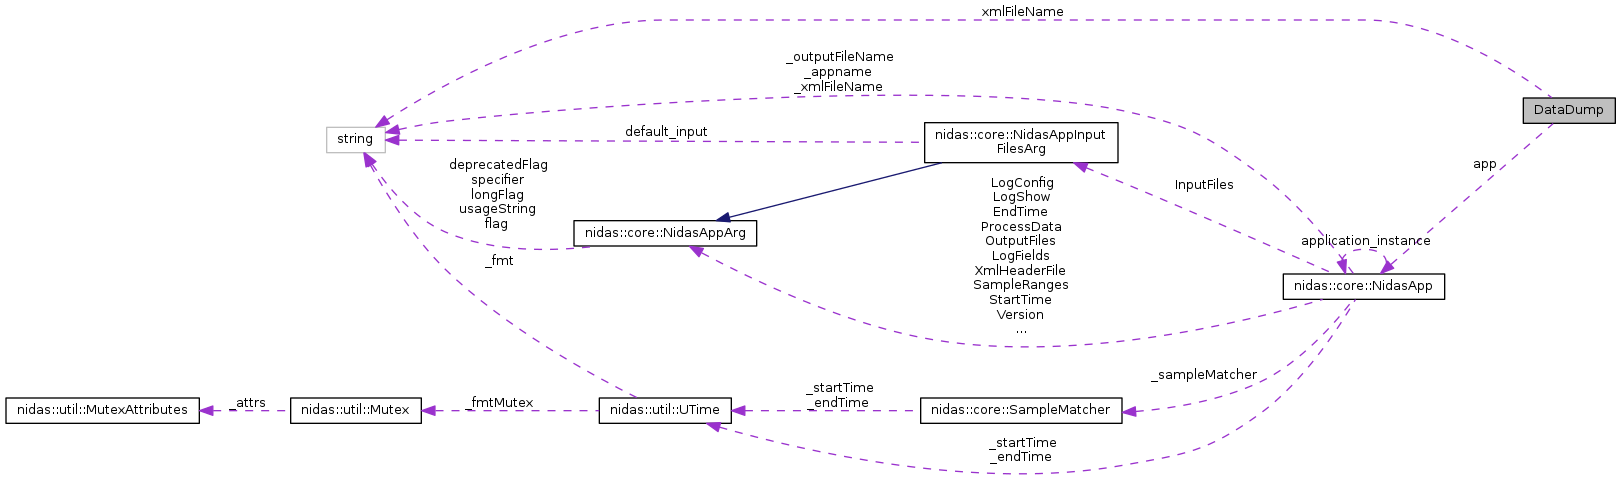 xmlFileName
_outputFileName
_appname
_xmlFileName
DataDump
string
default_input
nidas::core::NidasAppInput
FilesArg
app
deprecatedFlag
specifier
longFlag
usageString
flag
InputFiles
LogConfig
LogShow
EndTime
ProcessData
OutputFiles
LogFields
XmlHeaderFile
SampleRanges
StartTime
Version
...
nidas::core::NidasAppArg
application_instance
_fmt
nidas::core::NidasApp
_sampleMatcher
_startTime
_endTime
_attrs
_fmtMutex
nidas::util::MutexAttributes
nidas::util::Mutex
nidas::util::UTime
nidas::core::SampleMatcher
_startTime
_endTime